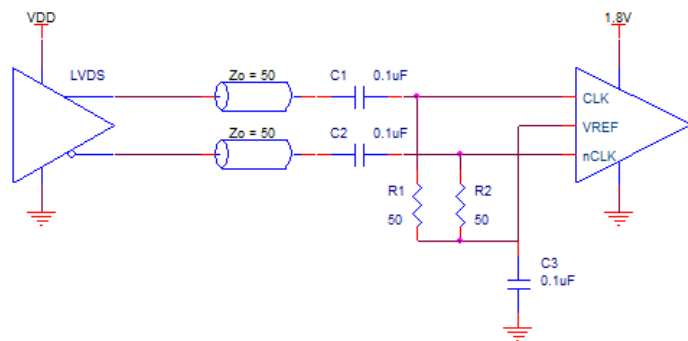 VDD
1.8V
LVDS
Zo = 50
C1
0.1uF
CLK
VREF
Zo = 50
C2
0.1uF
nCLK
R1
R2
50
50
C3
0.1uF